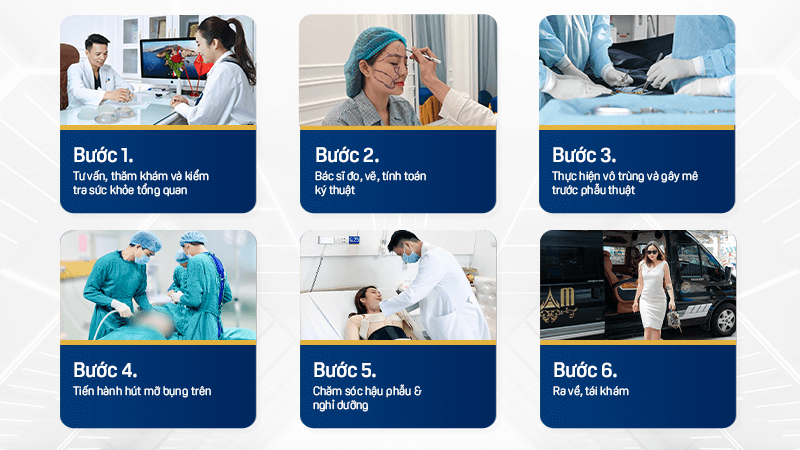 Bước 1.
Tư vấn, thăm khám và kiểm
tra sức khỏe tổng quan
Bước 2.
Bác sĩ đo, vẽ, tính toán
ký thuật
Bước 3.
Thực hiện vô trùng và gây mê
trước phẫu thuật
Bước 4.
Tiến hành hút mỡ bụng trên
Bước 5.
Chăm sóc hậu phẫu &
nghỉ dưỡng
AM
Bước 6.
Ra về, tái khám